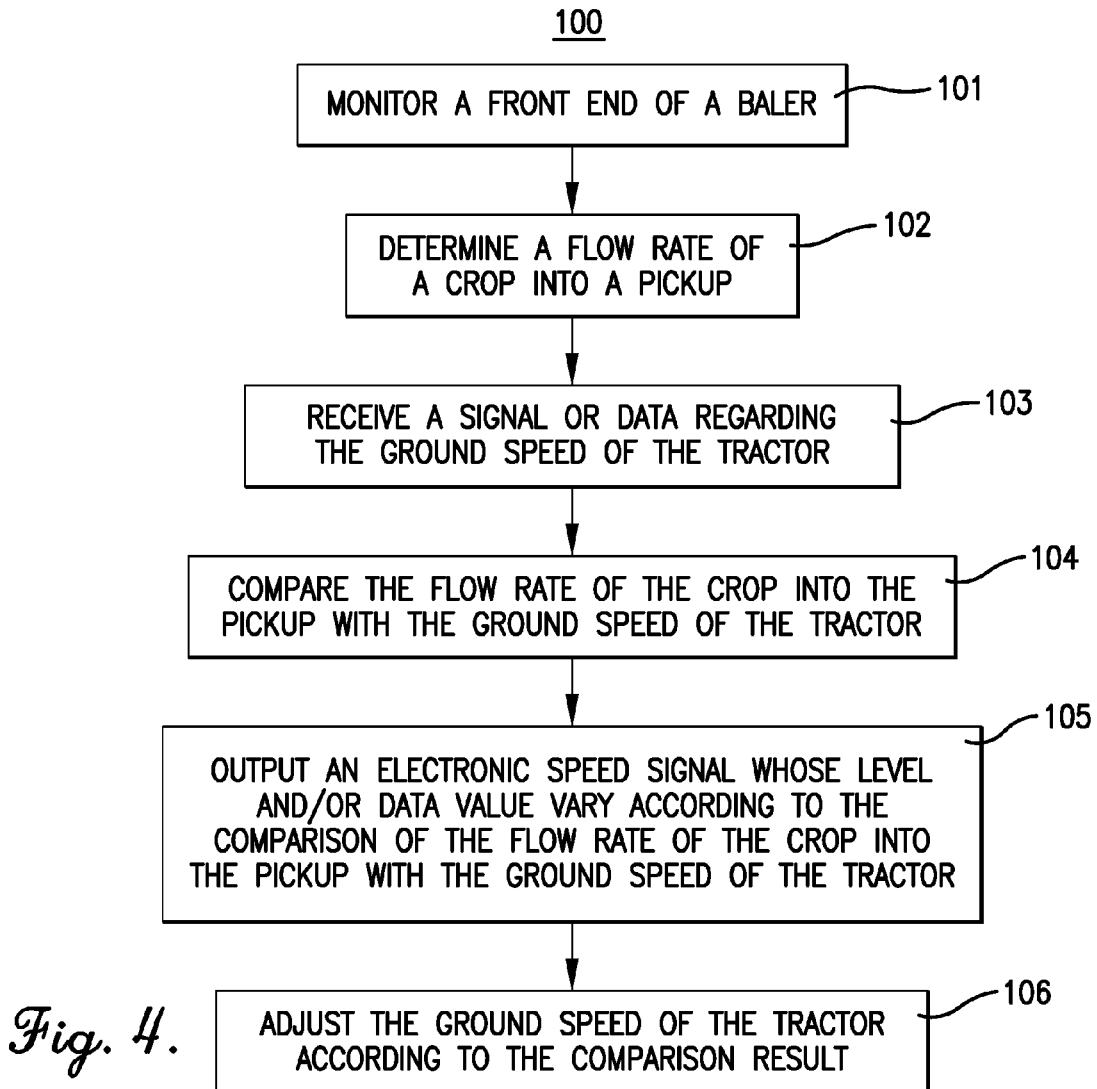 100
MONITOR A FRONT END OF A BALER
101
DETERMINE A FLOW RATE OF
A CROP INTO A PICKUP
102
RECEIVE A SIGNAL OR DATA REGARDING
THE GROUND SPEED OF THE TRACTOR
103
COMPARE THE FLOW RATE OF THE CROP INTO THE
PICKUP WITH THE GROUND SPEED OF THE TRACTOR
104
OUTPUT AN ELECTRONIC SPEED SIGNAL WHOSE LEVEL
AND/OR DATA VALUE VARY ACCORDING TO THE
COMPARISON OF THE FLOW RATE OF THE CROP INTO
THE PICKUP WITH THE GROUND SPEED OF THE TRACTOR
105
ADJUST THE GROUND SPEED OF THE TRACTOR
ACCORDING TO THE COMPARISON RESULT
106
Fig. 4.